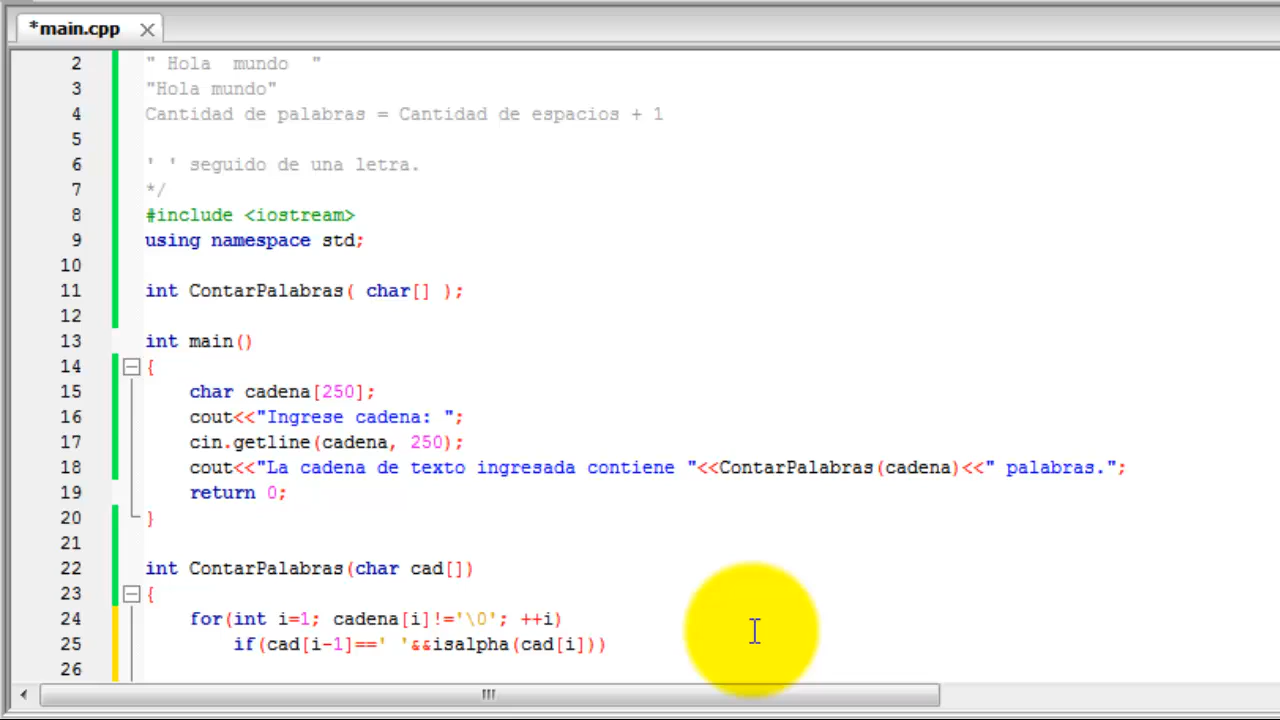 *main.cpp
2 " Hola  mundo  "
3 "Hola mundo"
4 Cantidad de palabras = Cantidad de espacios + 1
5
6 ' ' seguido de una letra.
7 */
8 #include <iostream>
9 using namespace std;
10
11 int ContarPalabras( char[] );
12
13 int main()
14 {
15     char cadena[250];
16     cout<<"Ingrese cadena: ";
17     cin.getline(cadena, 250);
18     cout<<"La cadena de texto ingresada contiene "<<ContarPalabras(cadena)<<" palabras.";
19     return 0;
20 }
21
22 int ContarPalabras(char cad[])
23 {
24     for(int i=1; cadena[i]!='\0'; ++i)
25         if(cad[i-1]==' '&&isalpha(cad[i]))
26